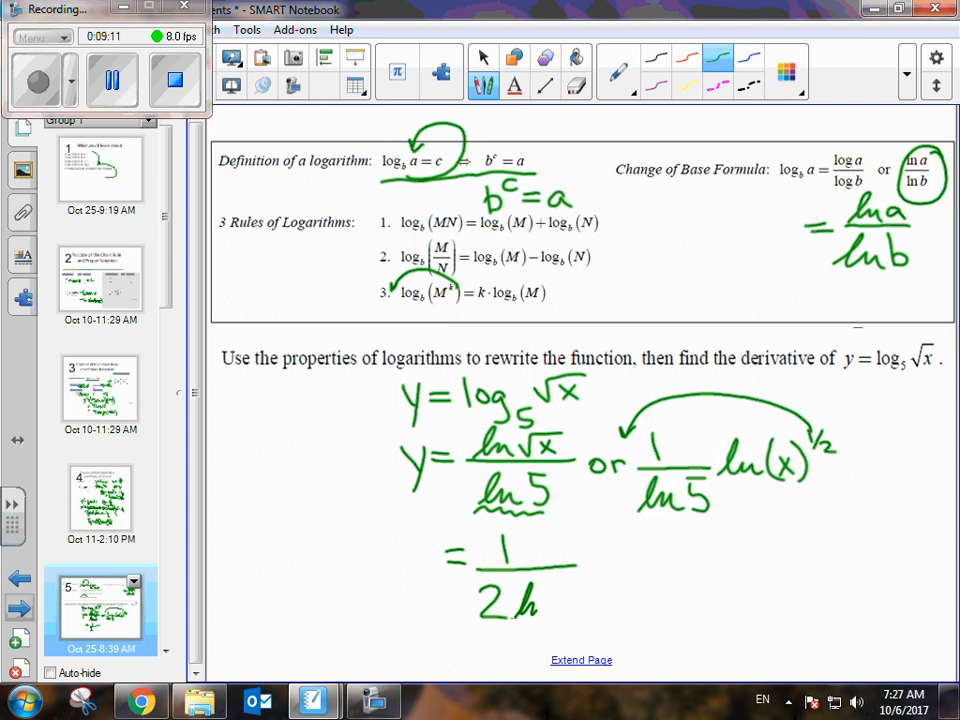 Recording...
ents * - SMART Notebook
Menu
0:09:11
8.0 fps
Tools Add-ons Help
Group 1
1
Oct 25-9:19 AM
2
Oct 10-11:29 AM
3
Oct 10-11:29 AM
4
Oct 11-2:10 PM
5
Oct 25-8:39 AM
Auto-hide
Definition of a logarithm: log_b a = c ⇔ b^c = a
b^c = a
Change of Base Formula: log_b a = log a / log b or ln a / ln b
= ln a / ln b
3 Rules of Logarithms: 1. log_b (MN) = log_b (M) + log_b (N)
2. log_b (M/N) = log_b (M) − log_b (N)
3. log_b (M^k) = k · log_b (M)
Use the properties of logarithms to rewrite the function, then find the derivative of y = log_5 √x .
y = log_5 √x
y = ln √x / ln 5 or 1 / ln 5 ln(x)^1/2
= 1 / 2 l
Extend Page
EN
7:27 AM
10/6/2017